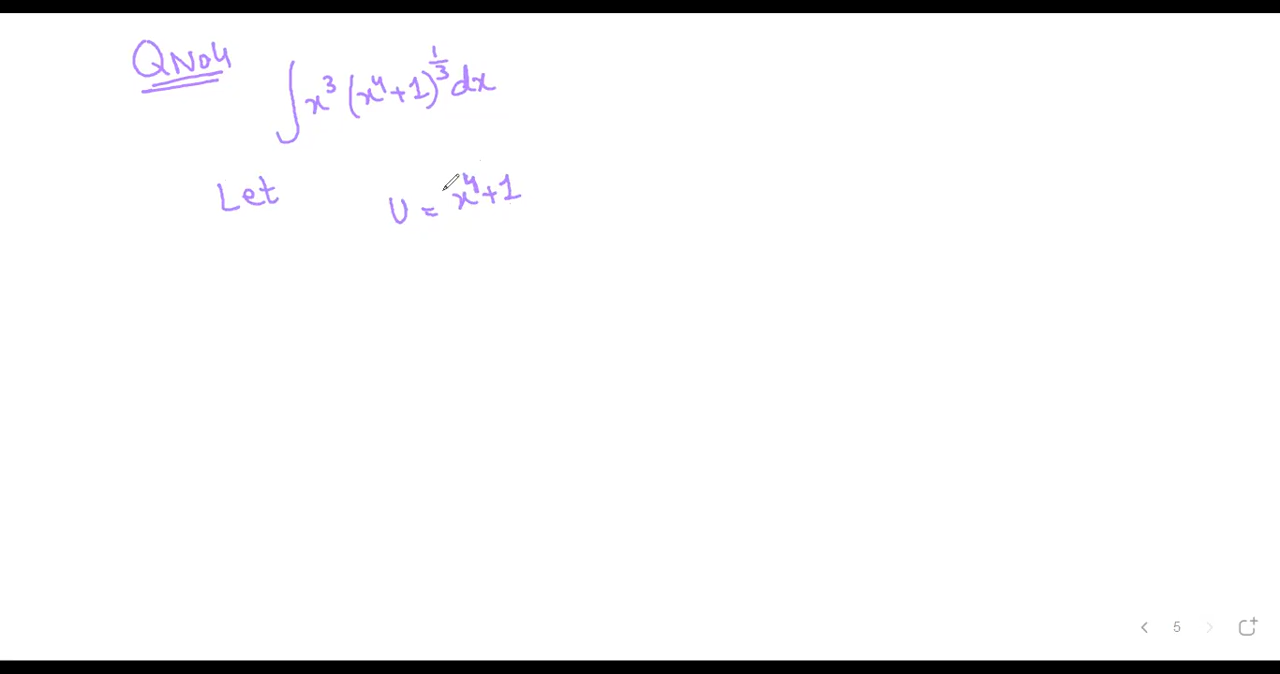 QNo4
∫x³ (x⁴+1)^(1/3) dx
Let U = x⁴+1
5